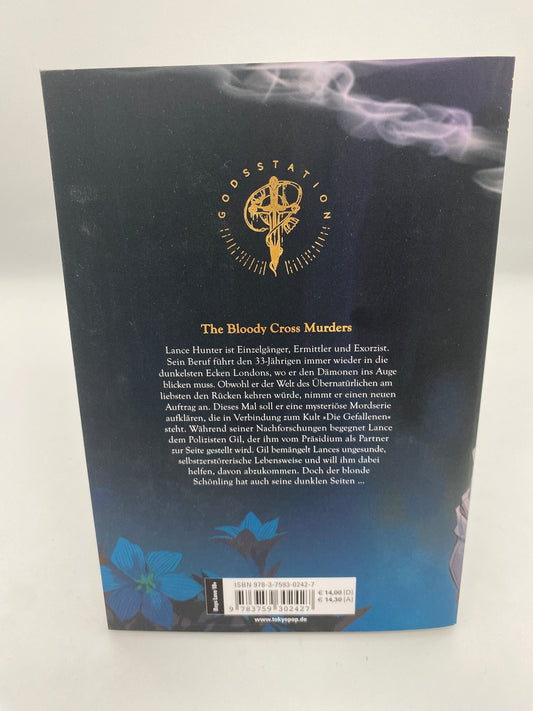 GODSSTATION
The Bloody Cross Murders
Lance Hunter ist Einzelgänger, Ermittler und Exorzist.
Sein Beruf führt den 33-Jährigen immer wieder in die
dunkelsten Ecken Londons, wo er den Dämonen ins Auge
blicken muss. Obwohl er der Welt des Übernatürlichen am
liebsten den Rücken kehren würde, nimmt er einen neuen
Auftrag an. Dieses Mal soll er eine mysteriöse Mordserie
aufklären, die in Verbindung zum Kult »Die Gefallenen«
steht. Während seiner Nachforschungen begegnet Lance
dem Polizisten Gil, der ihm vom Präsidium als Partner
zur Seite gestellt wird. Gil bemängelt Lances ungesunde,
selbstzerstörerische Lebensweise und will ihm dabei
helfen, davon abzukommen. Doch der blonde
Schönling hat auch seine dunklen Seiten ...
Boys Love 18+
ISBN 978-3-7593-0242-7
€ 14,00 (D)
€ 14,30 (A)
9 783759 302427
www.tokyopop.de